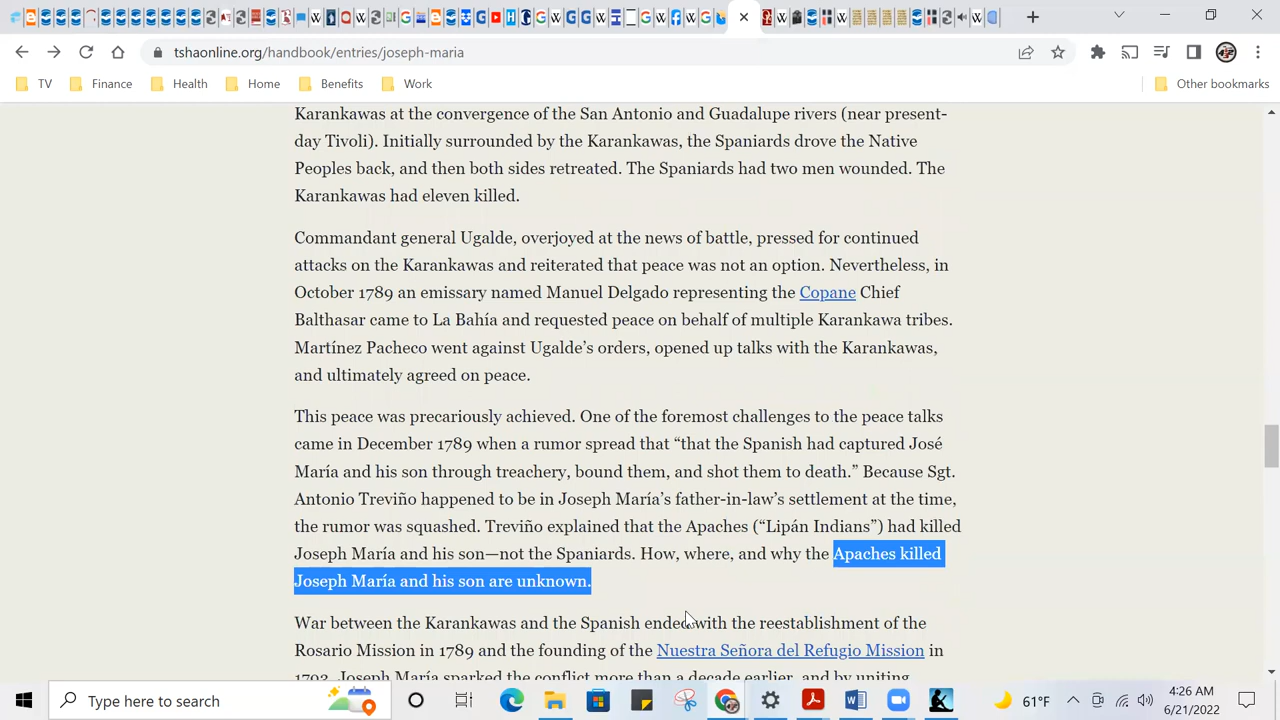 tshaonline.org/handbook/entries/joseph-maria
TV Finance Health Home Benefits Work Other bookmarks
Karankawas at the convergence of the San Antonio and Guadalupe rivers (near present-
day Tivoli). Initially surrounded by the Karankawas, the Spaniards drove the Native
Peoples back, and then both sides retreated. The Spaniards had two men wounded. The
Karankawas had eleven killed.
Commandant general Ugalde, overjoyed at the news of battle, pressed for continued
attacks on the Karankawas and reiterated that peace was not an option. Nevertheless, in
October 1789 an emissary named Manuel Delgado representing the Copane Chief
Balthasar came to La Bahía and requested peace on behalf of multiple Karankawa tribes.
Martínez Pacheco went against Ugalde’s orders, opened up talks with the Karankawas,
and ultimately agreed on peace.
This peace was precariously achieved. One of the foremost challenges to the peace talks
came in December 1789 when a rumor spread that “that the Spanish had captured José
María and his son through treachery, bound them, and shot them to death.” Because Sgt.
Antonio Treviño happened to be in Joseph María’s father-in-law’s settlement at the time,
the rumor was squashed. Treviño explained that the Apaches (“Lipán Indians”) had killed
Joseph María and his son—not the Spaniards. How, where, and why the Apaches killed
Joseph María and his son are unknown.
War between the Karankawas and the Spanish ended with the reestablishment of the
Rosario Mission in 1789 and the founding of the Nuestra Señora del Refugio Mission in
1793. Joseph María sparked the conflict more than a decade earlier, and by uniting
Type here to search
61°F
4:26 AM
6/21/2022